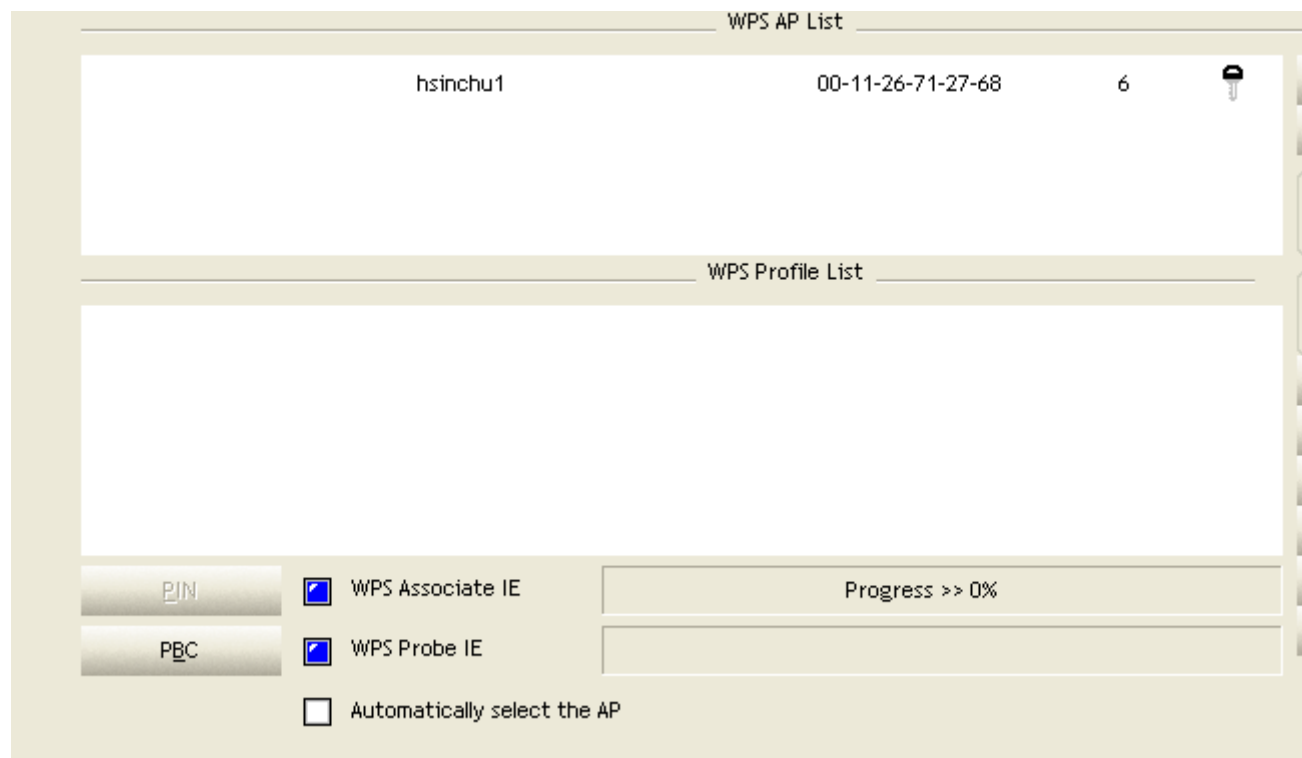 WPS AP List
hsinchu1 00-11-26-71-27-68 6
WPS Profile List
PIN WPS Associate IE Progress >> 0%
PBC WPS Probe IE
Automatically select the AP